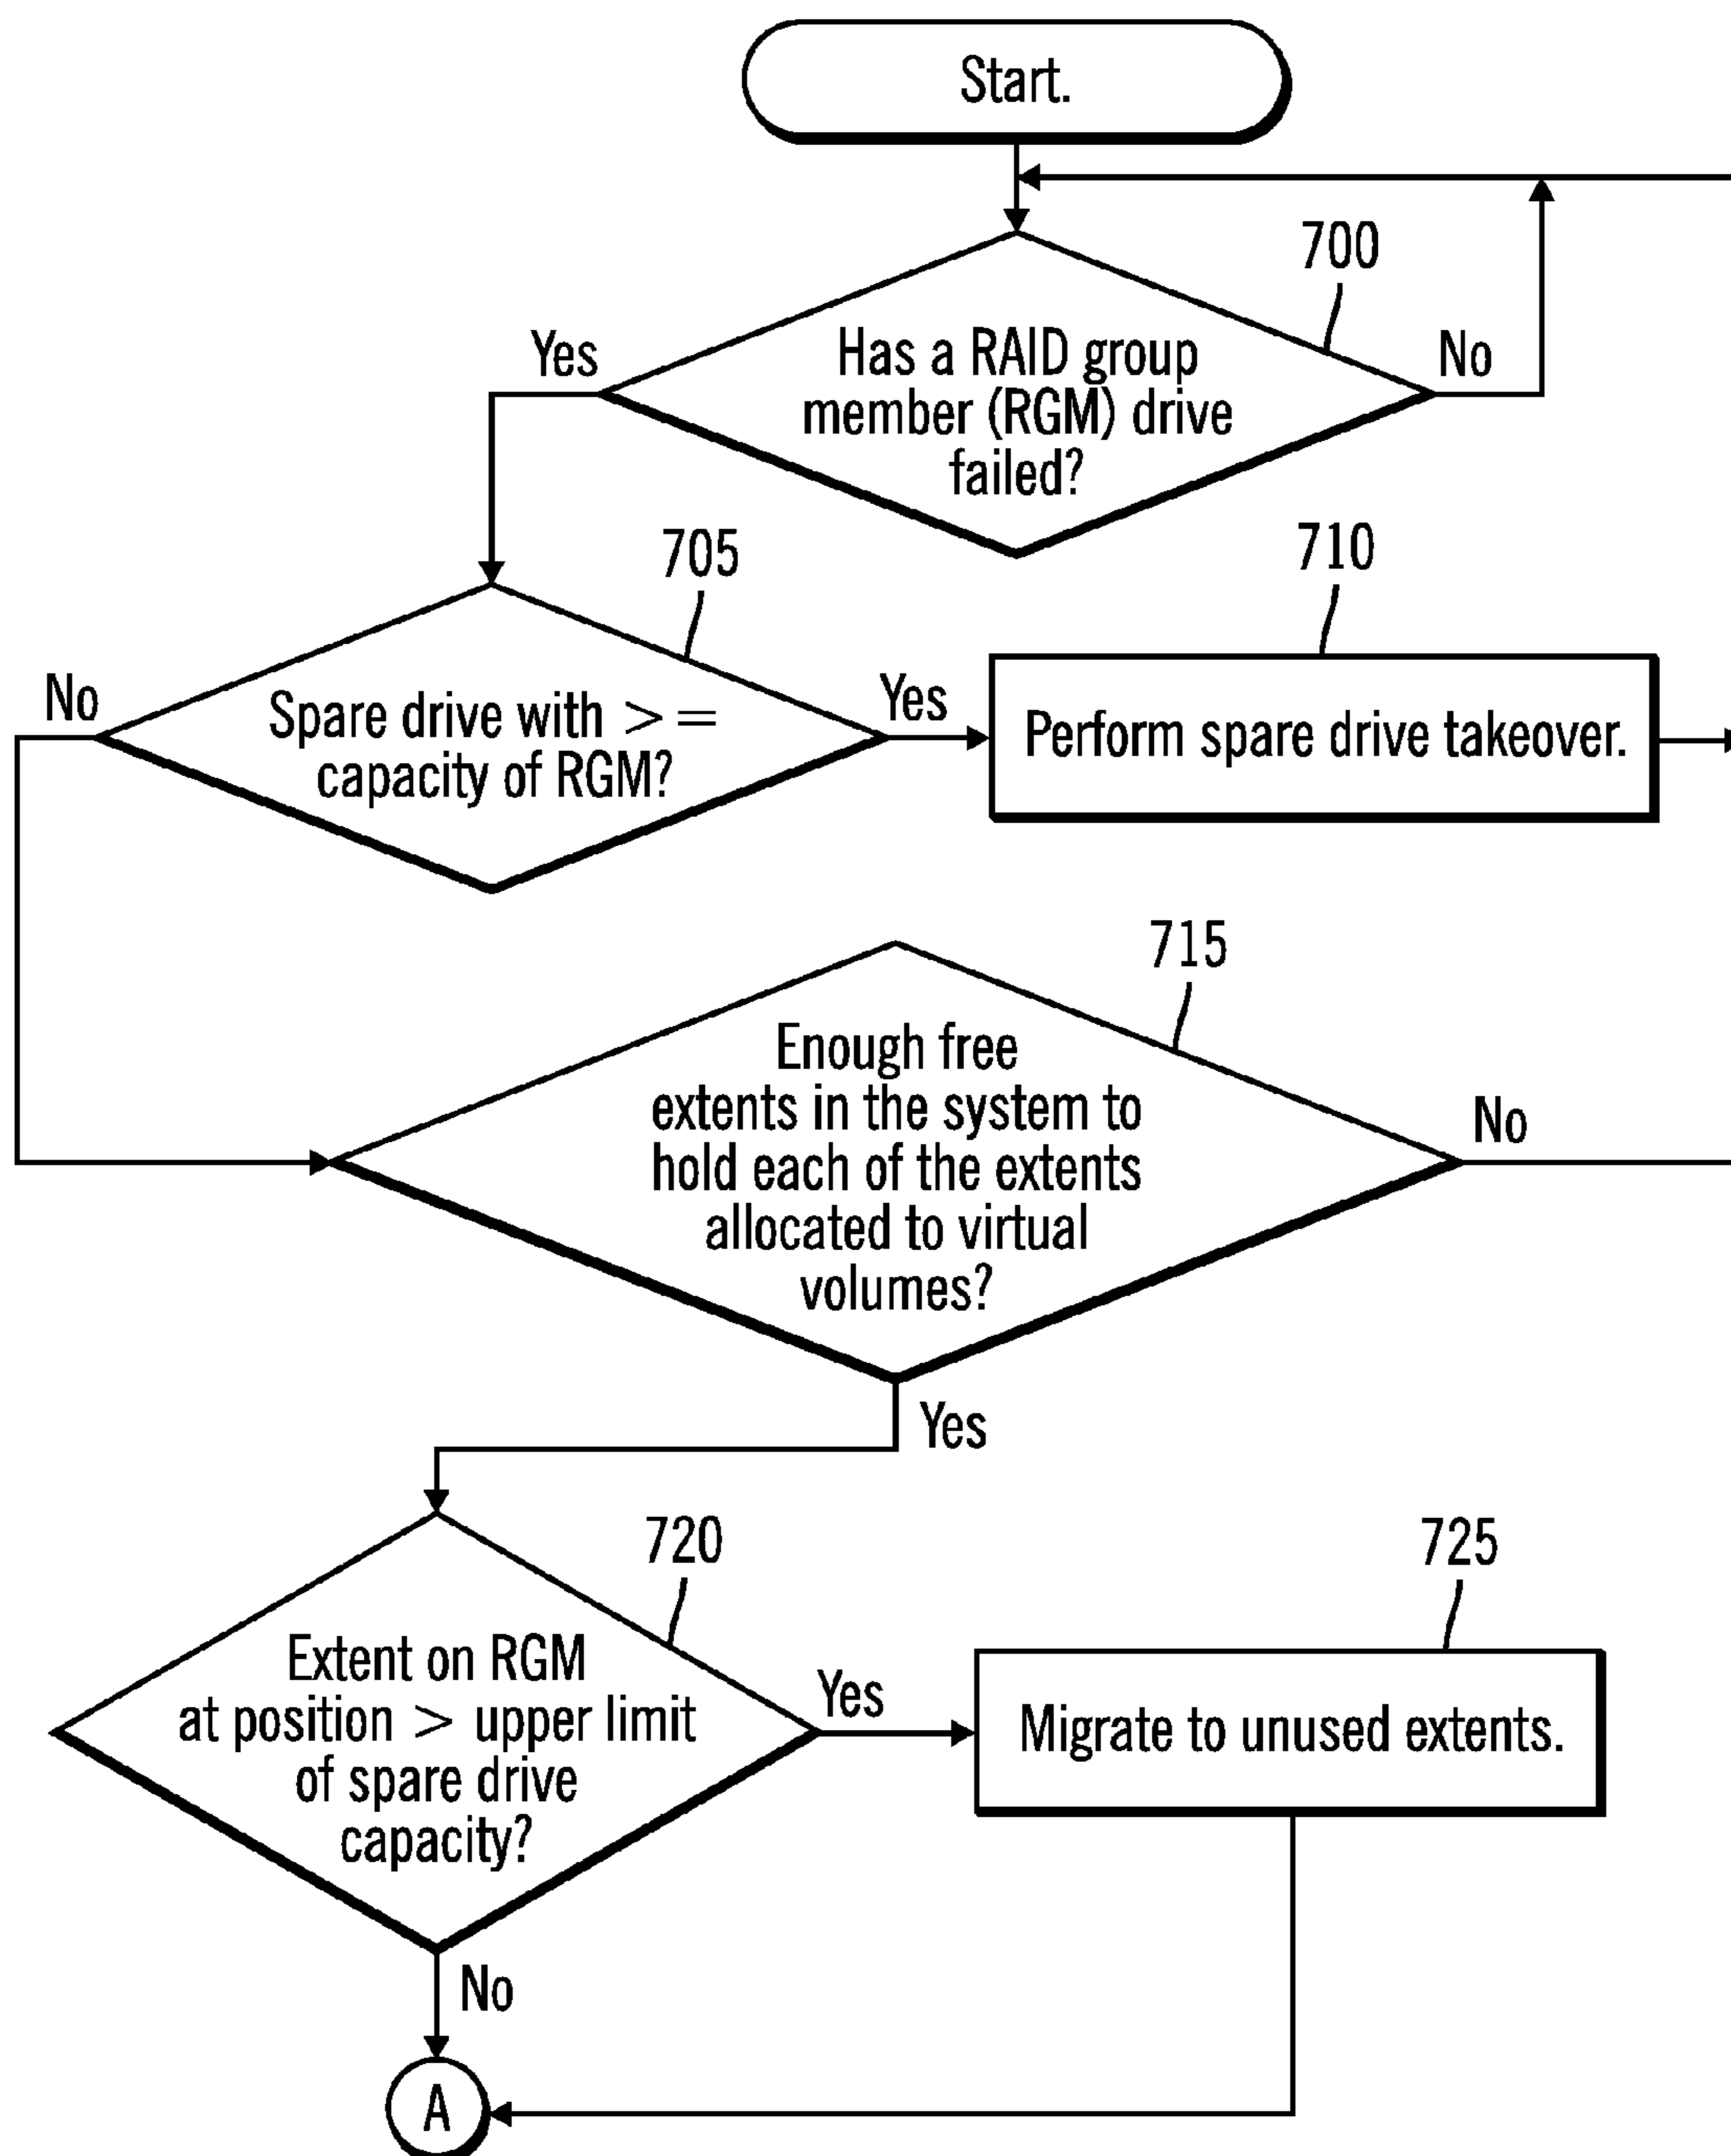 Start.
700
Has a RAID group
member (RGM) drive
failed?
Yes
No
705
710
Spare drive with >=
capacity of RGM?
No
Yes
Perform spare drive takeover.
715
Enough free
extents in the system to
hold each of the extents
allocated to virtual
volumes?
No
Yes
720
725
Extent on RGM
at position > upper limit
of spare drive
capacity?
Yes
Migrate to unused extents.
No
A